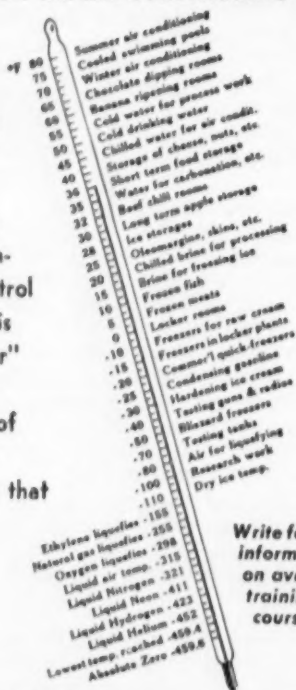 °F
80
75
70
65
60
55
50
45
40
36
35
32
30
28
25
20
15
10
5
0
-10
-15
-20
-25
-30
-40
-50
-70
-80
-100
-110
Summer air conditioning
Cooled swimming pools
Winter air conditioning
Chocolate dipping rooms
Banana ripening rooms
Cold water for process work
Cold drinking water
Chilled water for air condit.
Storage of cheese, nuts, etc.
Short term food storage
Water for carbonation, etc.
Beef chill rooms
Long term apple storage
Ice storages
Oleomargine, skins, etc.
Chilled brine for processing
Brine for freezing ice
Frozen fish
Frozen meats
Locker rooms
Freezers for raw cream
Freezers in locker plants
Commer'l quick-freezers
Condensing gasoline
Hardening ice cream
Testing guns & radios
Blizzard freezers
Testing tanks
Air for liquefying
Research work
Dry ice temp.
n-
trol
is
r"
of
that
Ethylene liquefies -155
Natural gas liquefies -255
Oxygen liquefies -298
Liquid air temp. -315
Liquid Nitrogen -321
Liquid Neon -411
Liquid Hydrogen -423
Liquid Helium -452
Lowest temp. reached -459.4
Absolute Zero -459.6
Write fo
inform
on av
traini
cours